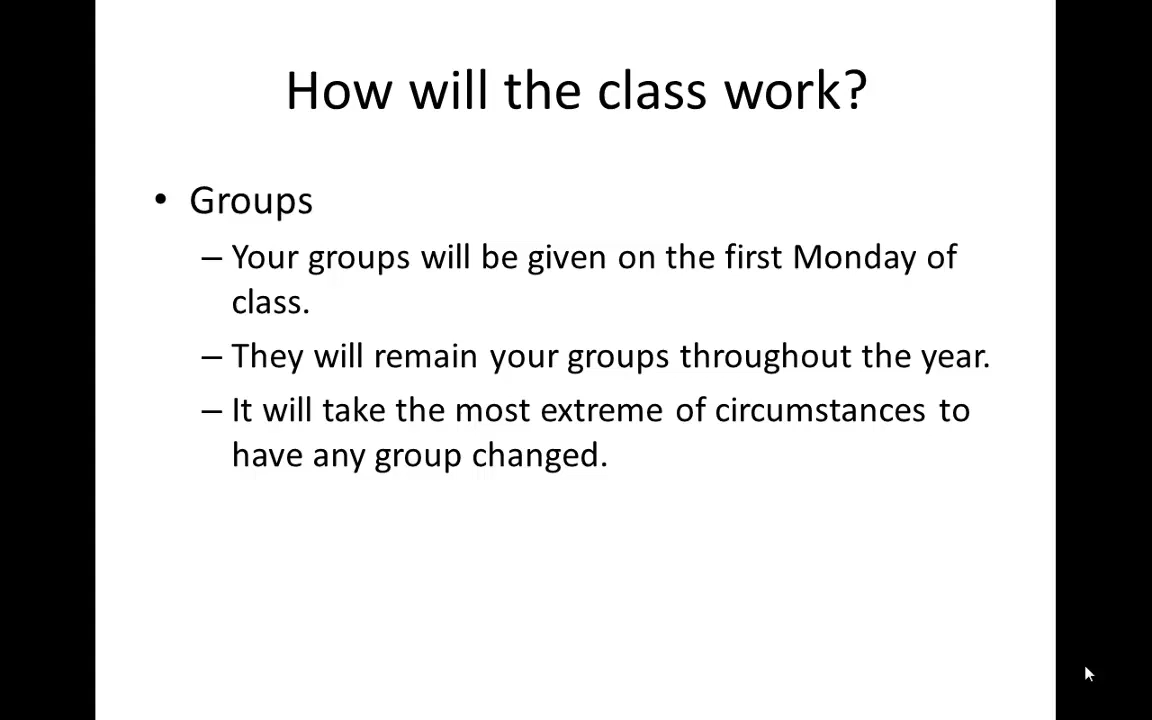 How will the class work?
• Groups
– Your groups will be given on the first Monday of
class.
– They will remain your groups throughout the year.
– It will take the most extreme of circumstances to
have any group changed.